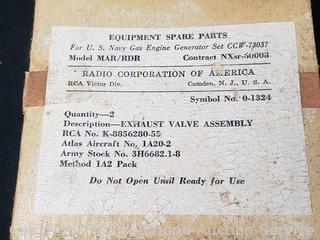 EQUIPMENT SPARE PARTS
For U. S. Navy Gas Engine Generator Set CCW-73037
Model MAR/RDR Contract NXsr-50003
RADIO CORPORATION OF AMERICA
RCA Victor Div. Camden, N. J., U. S. A.
Symbol No. 0-1324
Quantity—2
Description—EXHAUST VALVE ASSEMBLY
RCA No. K-8856280-55
Atlas Aircraft No. 1A20-2
Army Stock No. 3H6682.1-8
Method 1A2 Pack
Do Not Open Until Ready for Use